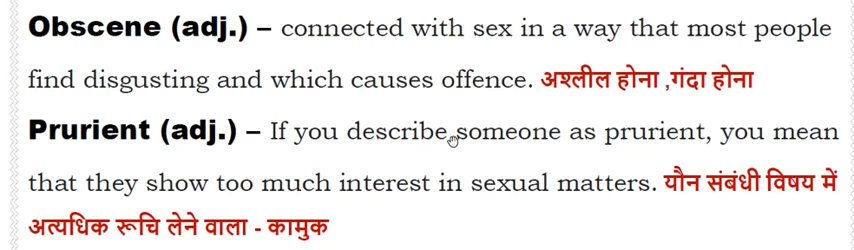 Obscene (adj.) – connected with sex in a way that most people
find disgusting and which causes offence. अश्लील होना ,गंदा होना
Prurient (adj.) – If you describe someone as prurient, you mean
that they show too much interest in sexual matters. यौन संबंधी विषय में
अत्यधिक रूचि लेने वाला - कामुक